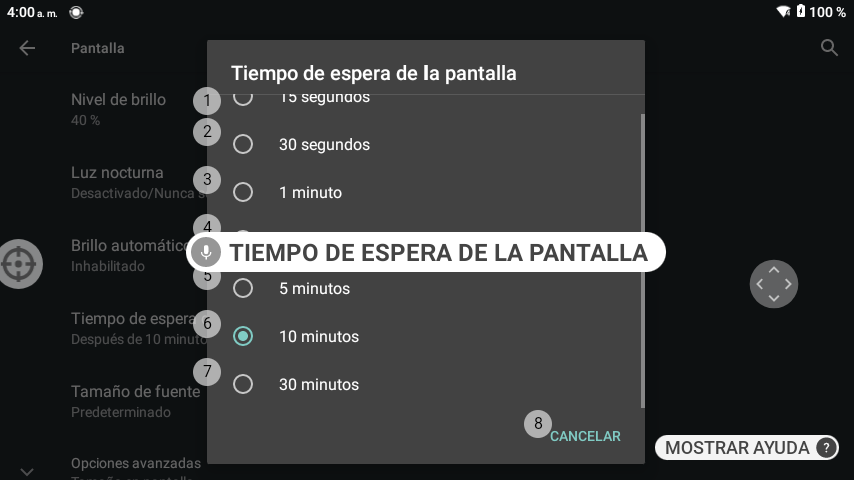 4:00 a. m.
100 %
Pantalla
Tiempo de espera de la pantalla
Nivel de brillo
40 %
1
15 segundos
2
30 segundos
Luz nocturna
Desactivado/Nunca s
3
1 minuto
4
Brillo automático
Inhabilitado
TIEMPO DE ESPERA DE LA PANTALLA
5
5 minutos
Tiempo de espera
Después de 10 minuto
6
10 minutos
7
30 minutos
Tamaño de fuente
Predeterminado
8
CANCELAR
MOSTRAR AYUDA ?
Opciones avanzadas